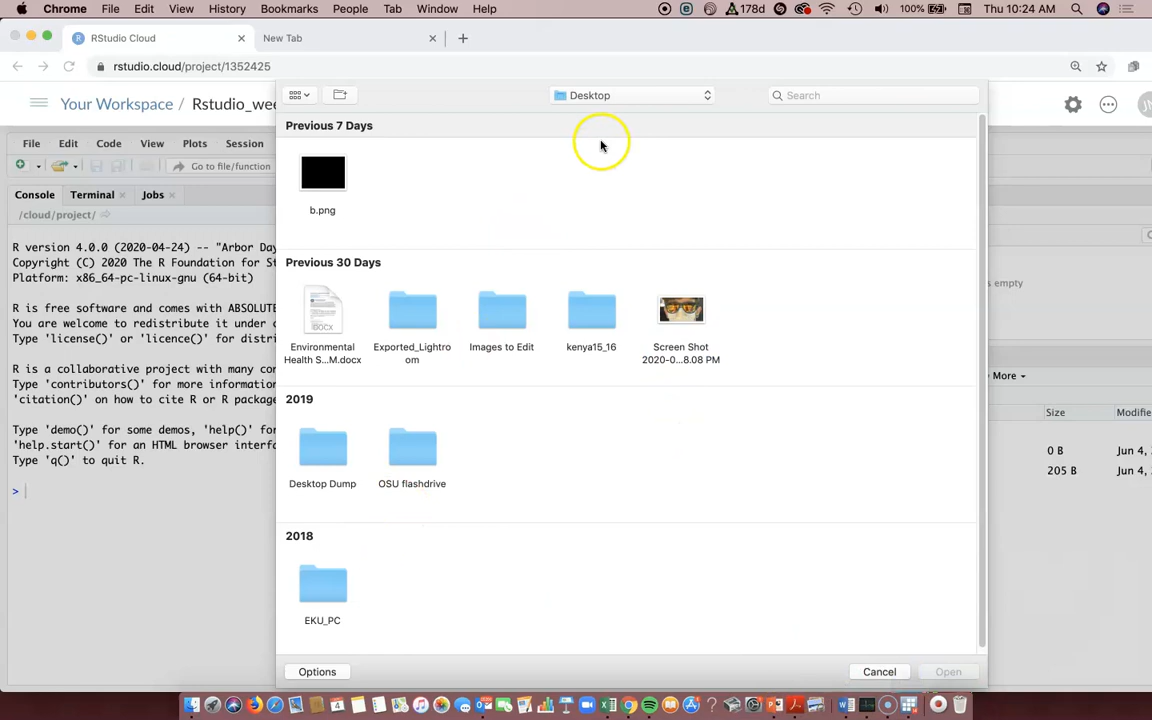 Chrome File Edit View History Bookmarks People Tab Window Help 178d 100% Thu 10:24 AM
RStudio Cloud New Tab
rstudio.cloud/project/1352425
Your Workspace / Rstudio_wee
Desktop
Search
File Edit Code View Plots Session
Go to file/function
Console Terminal Jobs
/cloud/project/
R version 4.0.0 (2020-04-24) -- "Arbor Day
Copyright (C) 2020 The R Foundation for St
Platform: x86_64-pc-linux-gnu (64-bit)
R is free software and comes with ABSOLUTE
You are welcome to redistribute it under c
Type 'license()' or 'licence()' for distri
R is a collaborative project with many con
Type 'contributors()' for more information
'citation()' on how to cite R or R package
Type 'demo()' for some demos, 'help()' for
'help.start()' for an HTML browser interfa
Type 'q()' to quit R.
>
Previous 7 Days
b.png
Previous 30 Days
DOCX
Environmental Health S...M.docx
Exported_Lightroom
Images to Edit
kenya15_16
Screen Shot 2020-0...8.08 PM
2019
Desktop Dump
OSU flashdrive
2018
EKU_PC
Options
Cancel
Open
s empty
More
Size Modifie
0 B Jun 4,
205 B Jun 4,